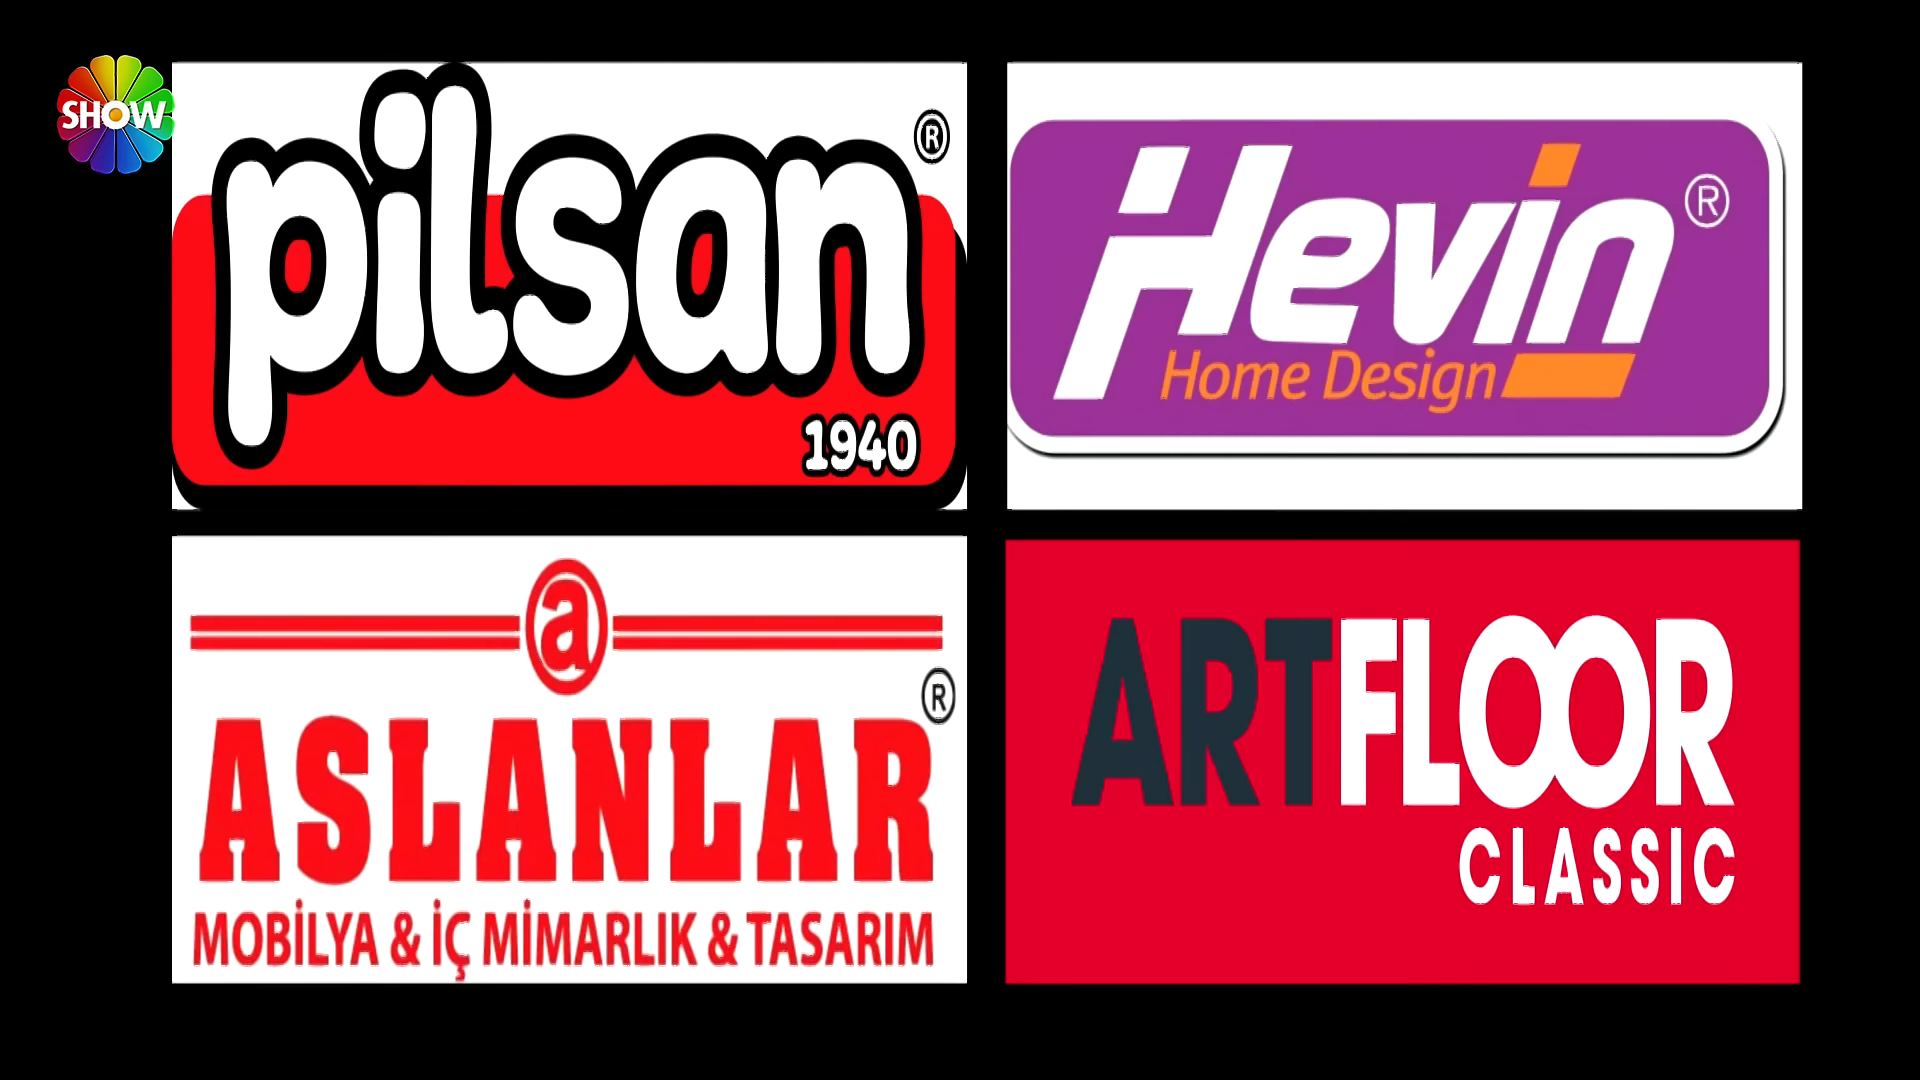 SHOW
pilsan ®
1940
Hevin ®
Home Design
a
ASLANLAR ®
MOBİLYA & İÇ MİMARLIK & TASARIM
ARTFLOOR
CLASSIC